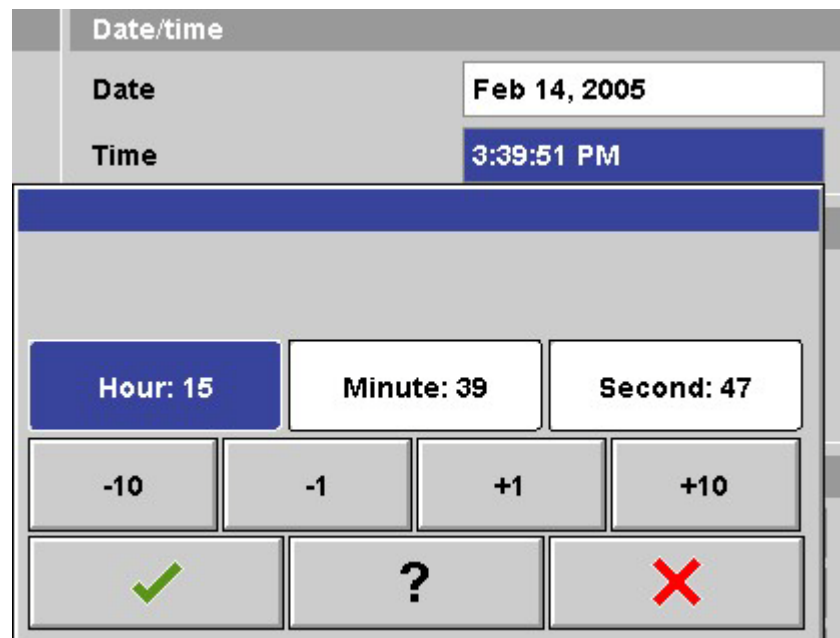 Date/time
Date Feb 14, 2005
Time 3:39:51 PM
Hour: 15 Minute: 39 Second: 47
-10 -1 +1 +10
?